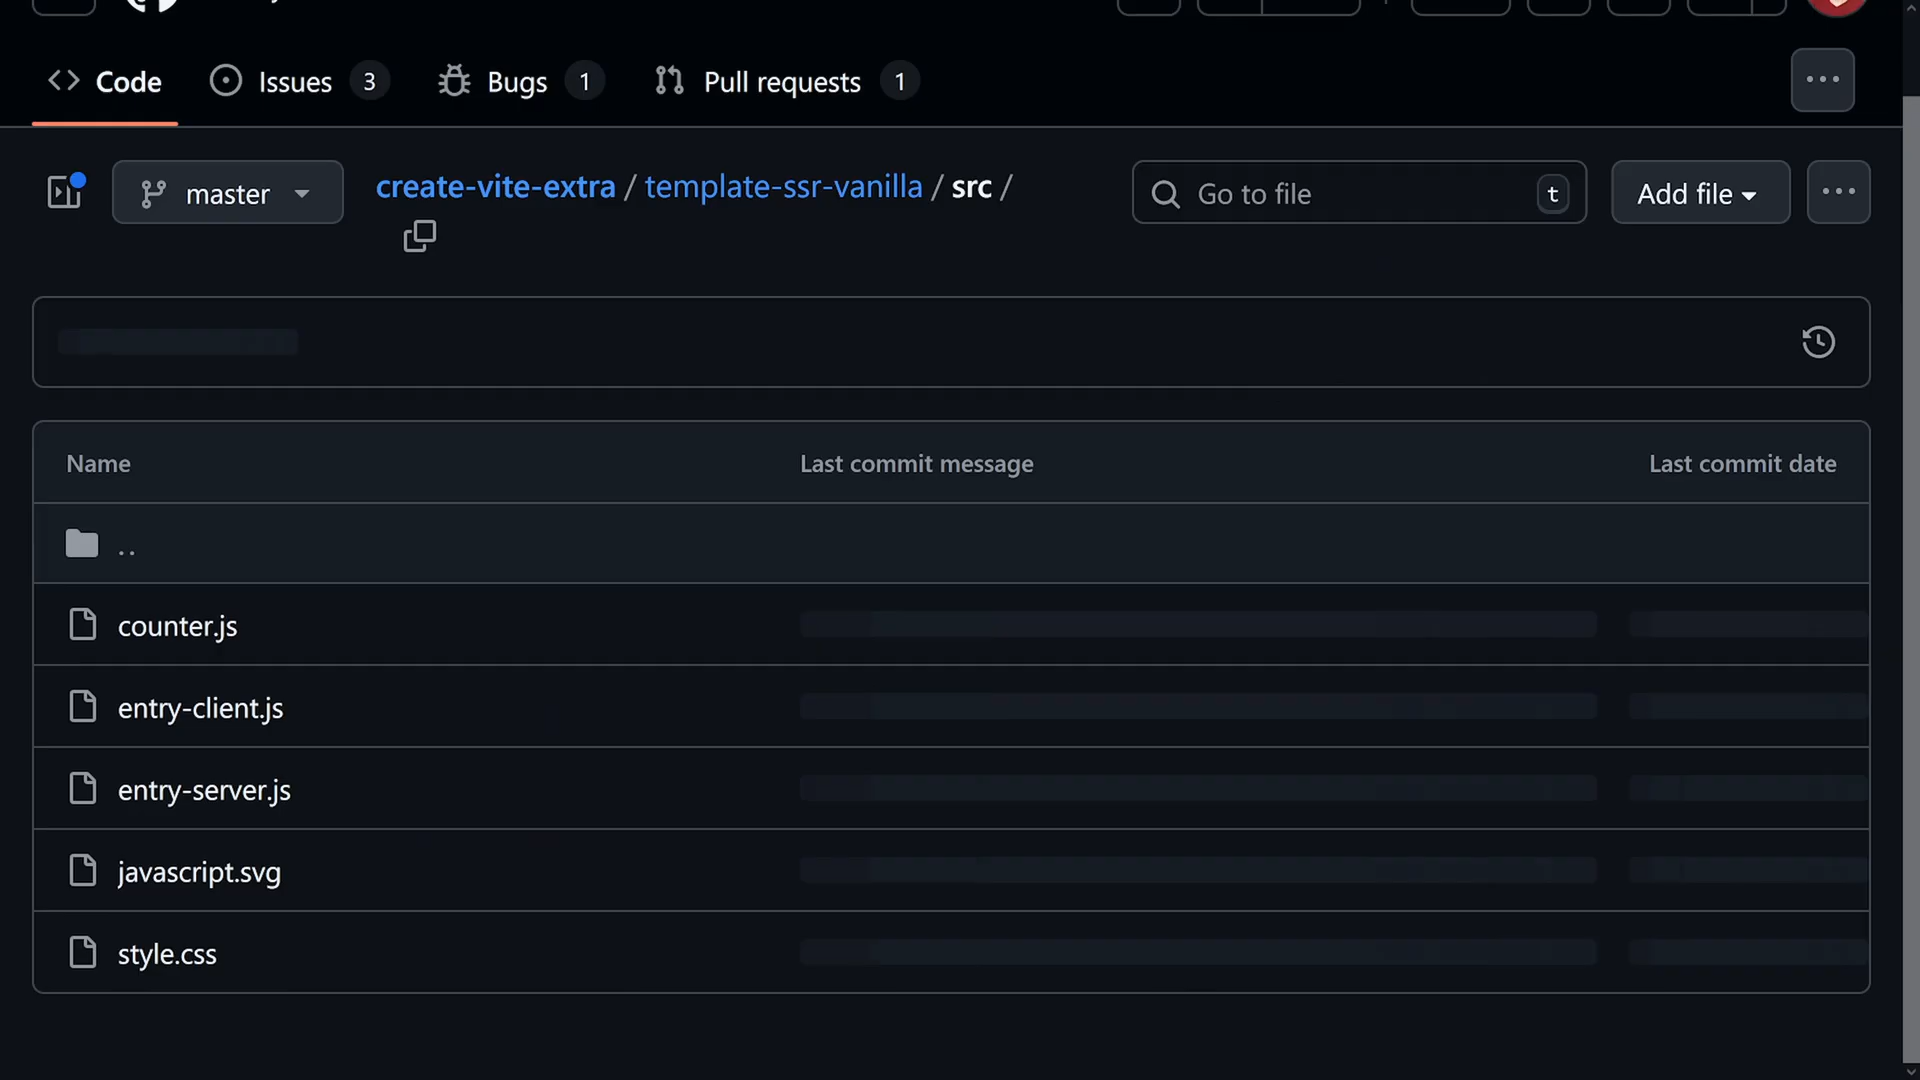 Code Issues 3 Bugs 1 Pull requests 1
master create-vite-extra / template-ssr-vanilla / src / Go to file t Add file
Name Last commit message Last commit date
..
counter.js
entry-client.js
entry-server.js
javascript.svg
style.css